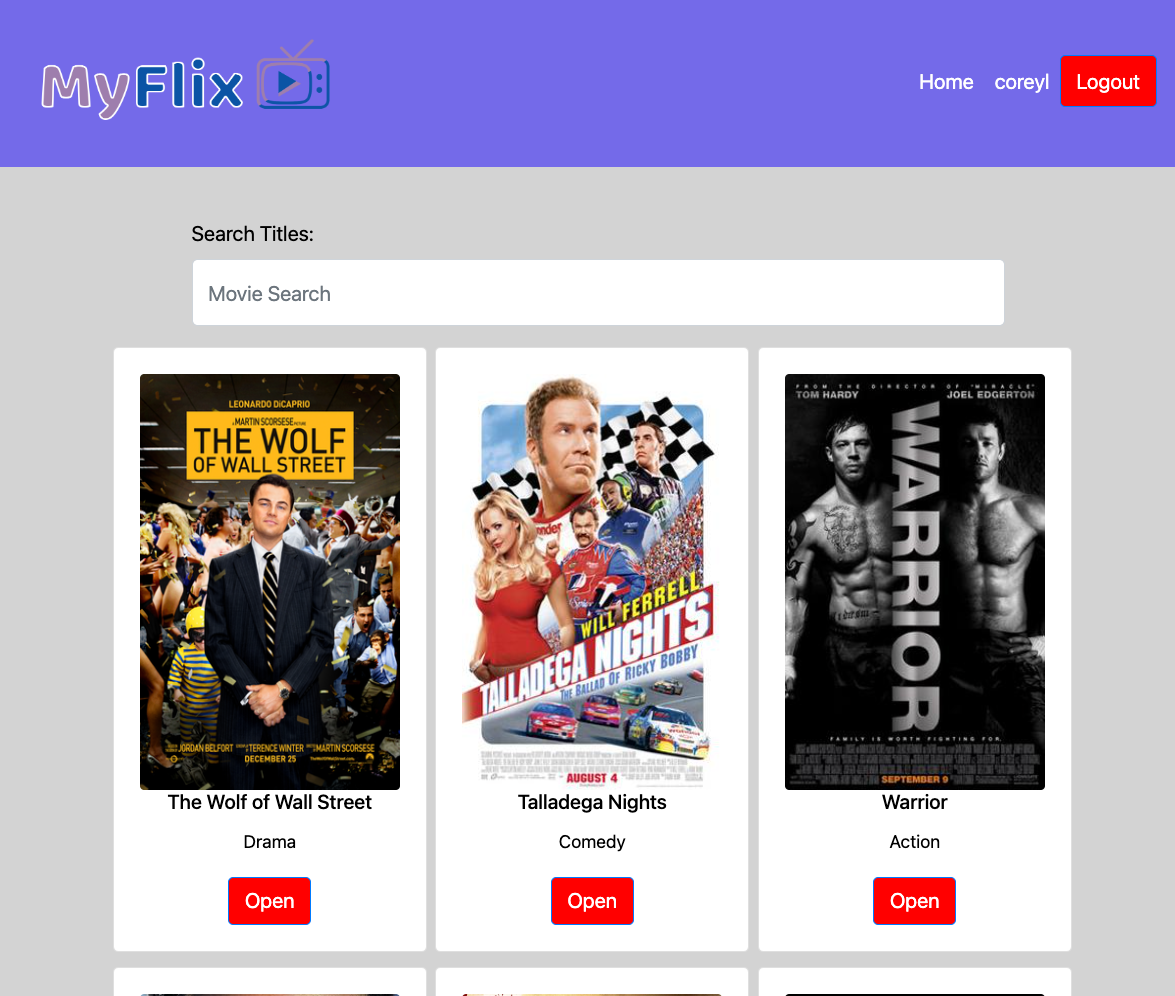 MyFlix
Home coreyl Logout
Search Titles:
Movie Search
LEONARDO DiCAPRIO
A MARTIN SCORSESE PICTURE
THE WOLF
OF WALL STREET
JORDAN BELFORT
TERENCE WINTER
MARTIN SCORSESE
DECEMBER 25
WILL FERRELL
TALLADEGA NIGHTS
THE BALLAD OF RICKY BOBBY
AUGUST 4
FROM THE DIRECTOR OF "MIRACLE"
TOM HARDY JOEL EDGERTON
WARRIOR
FAMILY IS WORTH FIGHTING FOR.
SEPTEMBER 9
The Wolf of Wall Street
Talladega Nights
Warrior
Drama
Comedy
Action
Open
Open
Open